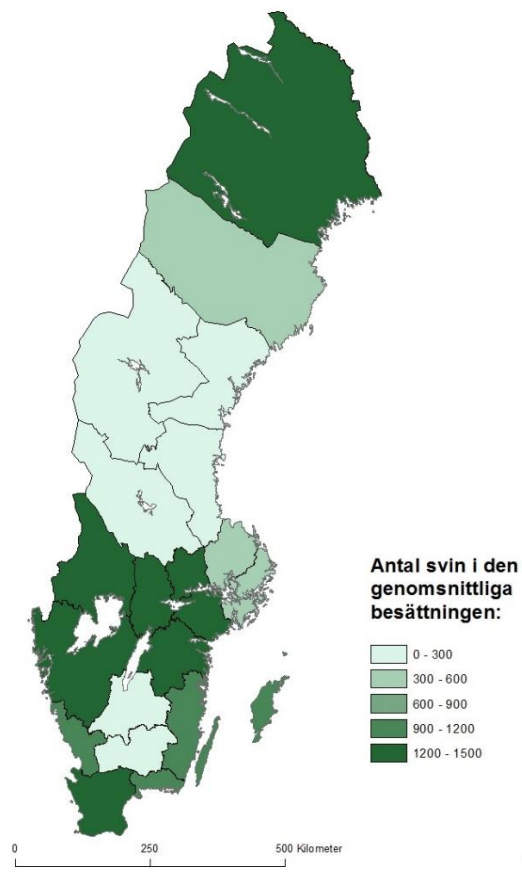 Antal svin i den
genomsnittliga
besättningen:
0 - 300
300 - 600
600 - 900
900 - 1200
1200 - 1500
0 250 500 Kilometer